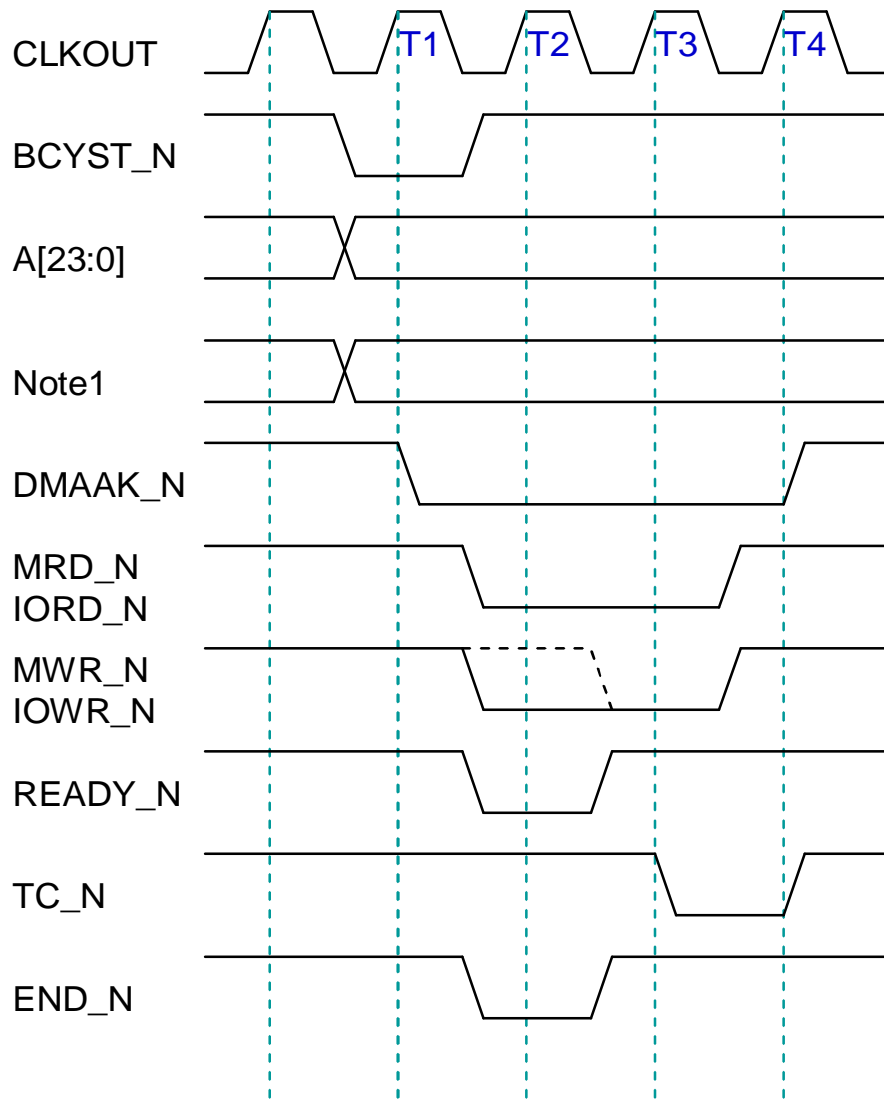 CLKOUT T1 T2 T3 T4
BCYST_N
A[23:0]
Note1
DMAAK_N
MRD_N
IORD_N
MWR_N
IOWR_N
READY_N
TC_N
END_N